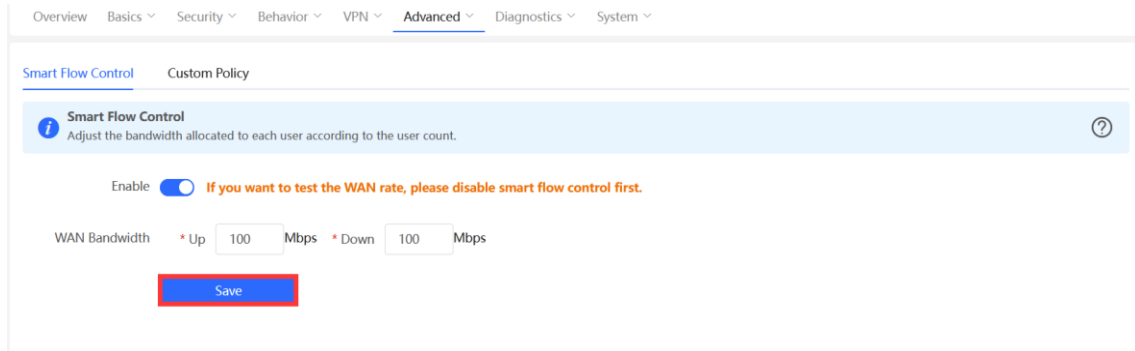 Overview Basics Security Behavior VPN Advanced Diagnostics System
Smart Flow Control Custom Policy
Smart Flow Control
Adjust the bandwidth allocated to each user according to the user count.
Enable If you want to test the WAN rate, please disable smart flow control first.
WAN Bandwidth * Up 100 Mbps * Down 100 Mbps
Save